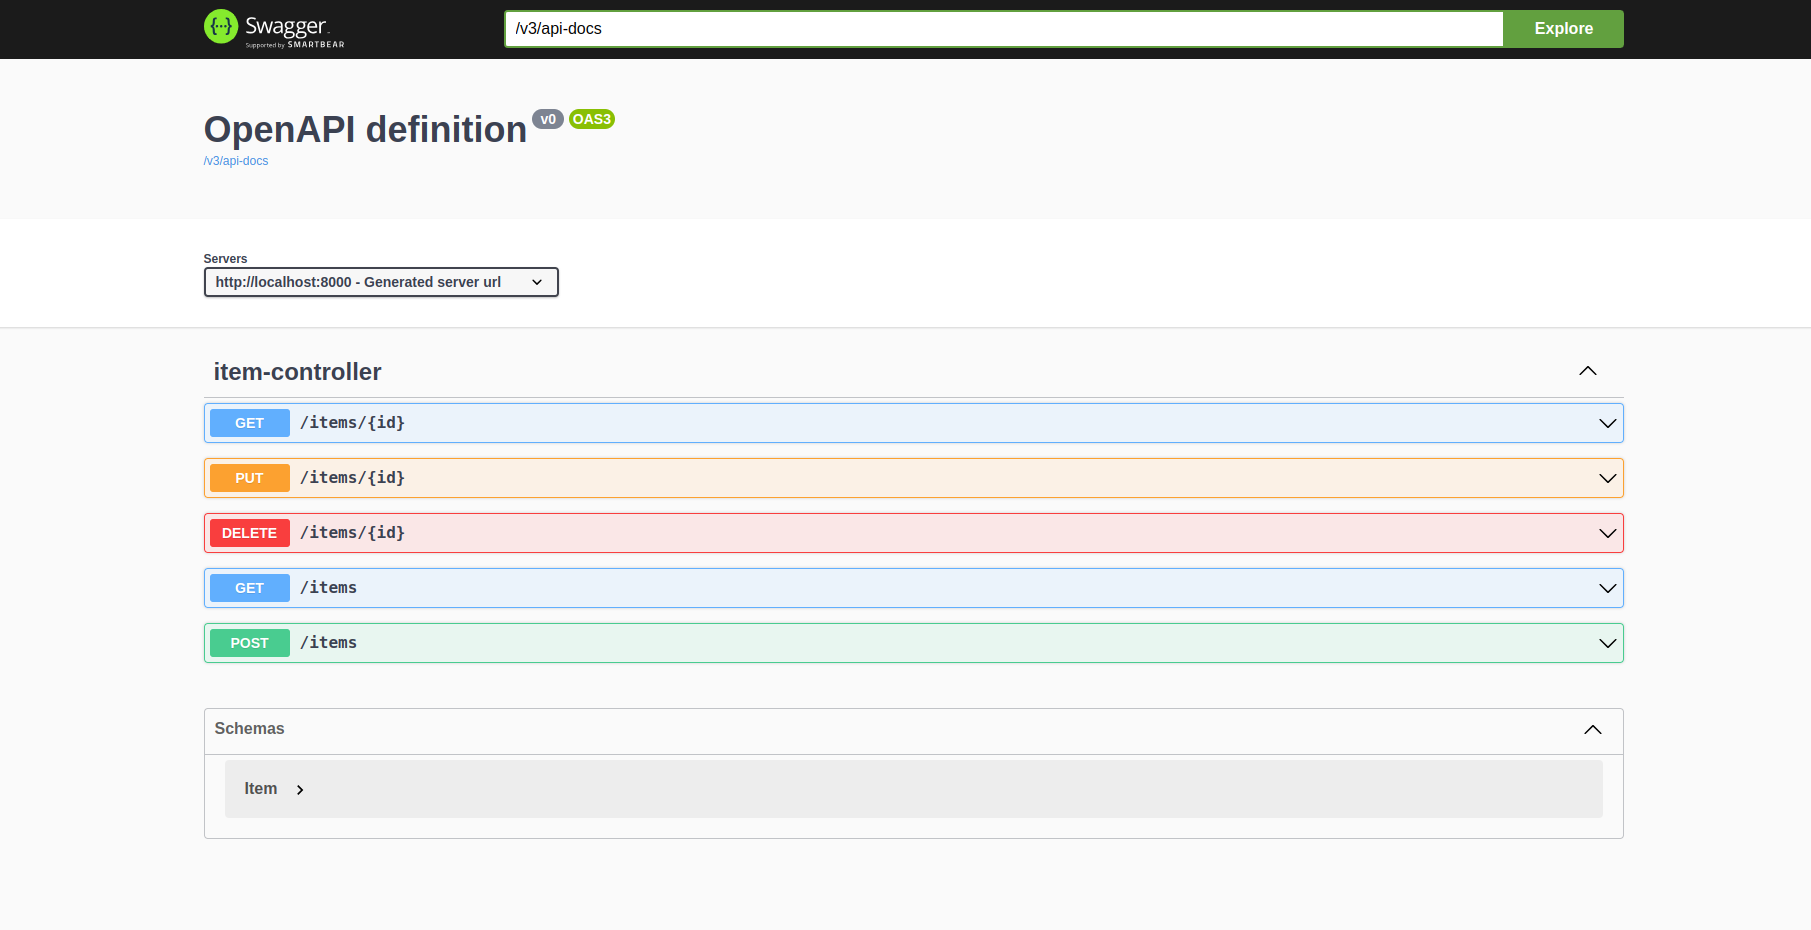 Swagger
Supported by SMARTBEAR
/v3/api-docs
Explore
OpenAPI definition v0 OAS3
/v3/api-docs
Servers
http://localhost:8000 - Generated server url
item-controller
GET /items/{id}
PUT /items/{id}
DELETE /items/{id}
GET /items
POST /items
Schemas
Item